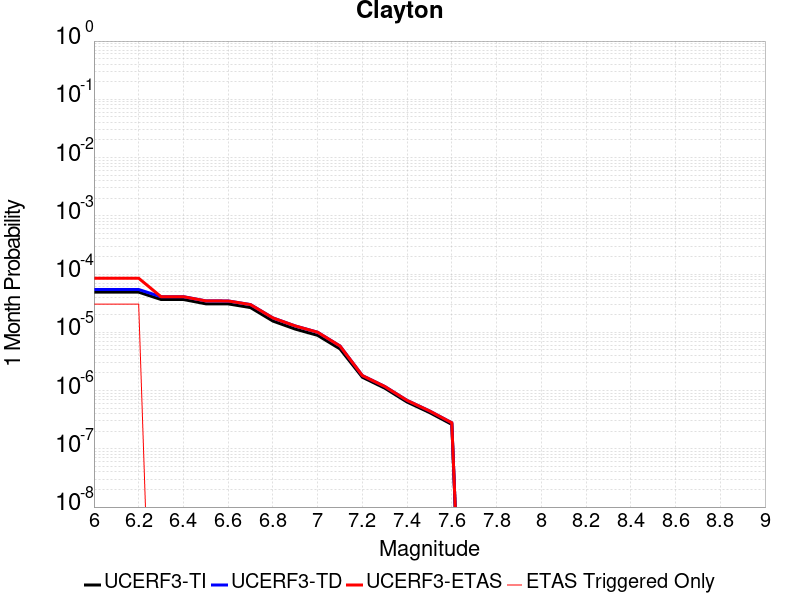 Clayton
10 0
10 -1
10 -2
10 -3
10 -4
10 -5
10 -6
10 -7
10 -8
1 Month Probability
6 6.2 6.4 6.6 6.8 7 7.2 7.4 7.6 7.8 8 8.2 8.4 8.6 8.8 9
Magnitude
UCERF3-TI UCERF3-TD UCERF3-ETAS ETAS Triggered Only